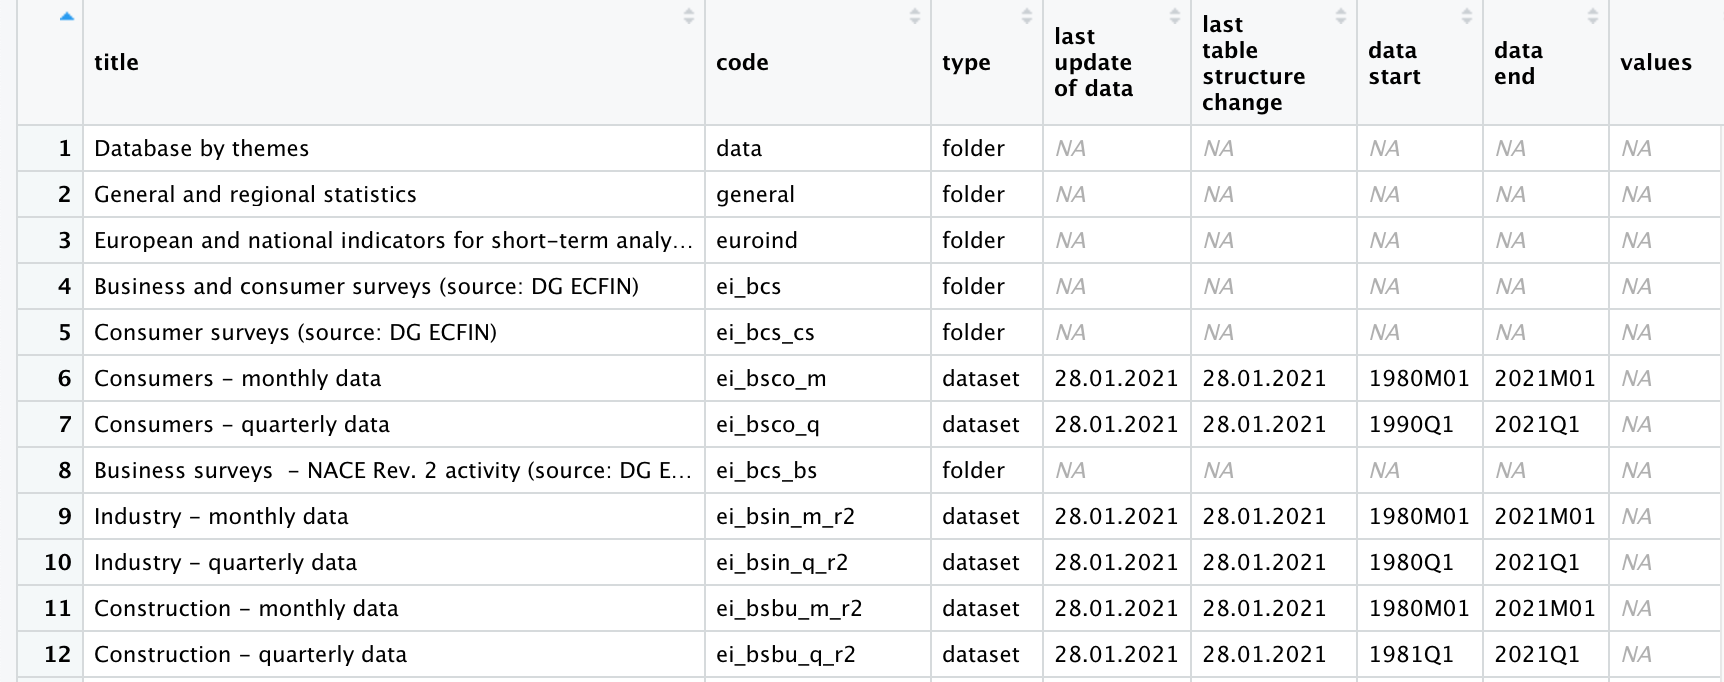 title code type last update of data last table structure change data start data end values
1 Database by themes data folder NA NA NA NA NA
2 General and regional statistics general folder NA NA NA NA NA
3 European and national indicators for short-term analy... euroind folder NA NA NA NA NA
4 Business and consumer surveys (source: DG ECFIN) ei_bcs folder NA NA NA NA NA
5 Consumer surveys (source: DG ECFIN) ei_bcs_cs folder NA NA NA NA NA
6 Consumers - monthly data ei_bsco_m dataset 28.01.2021 28.01.2021 1980M01 2021M01 NA
7 Consumers - quarterly data ei_bsco_q dataset 28.01.2021 28.01.2021 1990Q1 2021Q1 NA
8 Business surveys - NACE Rev. 2 activity (source: DG E... ei_bcs_bs folder NA NA NA NA NA
9 Industry - monthly data ei_bsin_m_r2 dataset 28.01.2021 28.01.2021 1980M01 2021M01 NA
10 Industry - quarterly data ei_bsin_q_r2 dataset 28.01.2021 28.01.2021 1980Q1 2021Q1 NA
11 Construction - monthly data ei_bsbu_m_r2 dataset 28.01.2021 28.01.2021 1980M01 2021M01 NA
12 Construction - quarterly data ei_bsbu_q_r2 dataset 28.01.2021 28.01.2021 1981Q1 2021Q1 NA